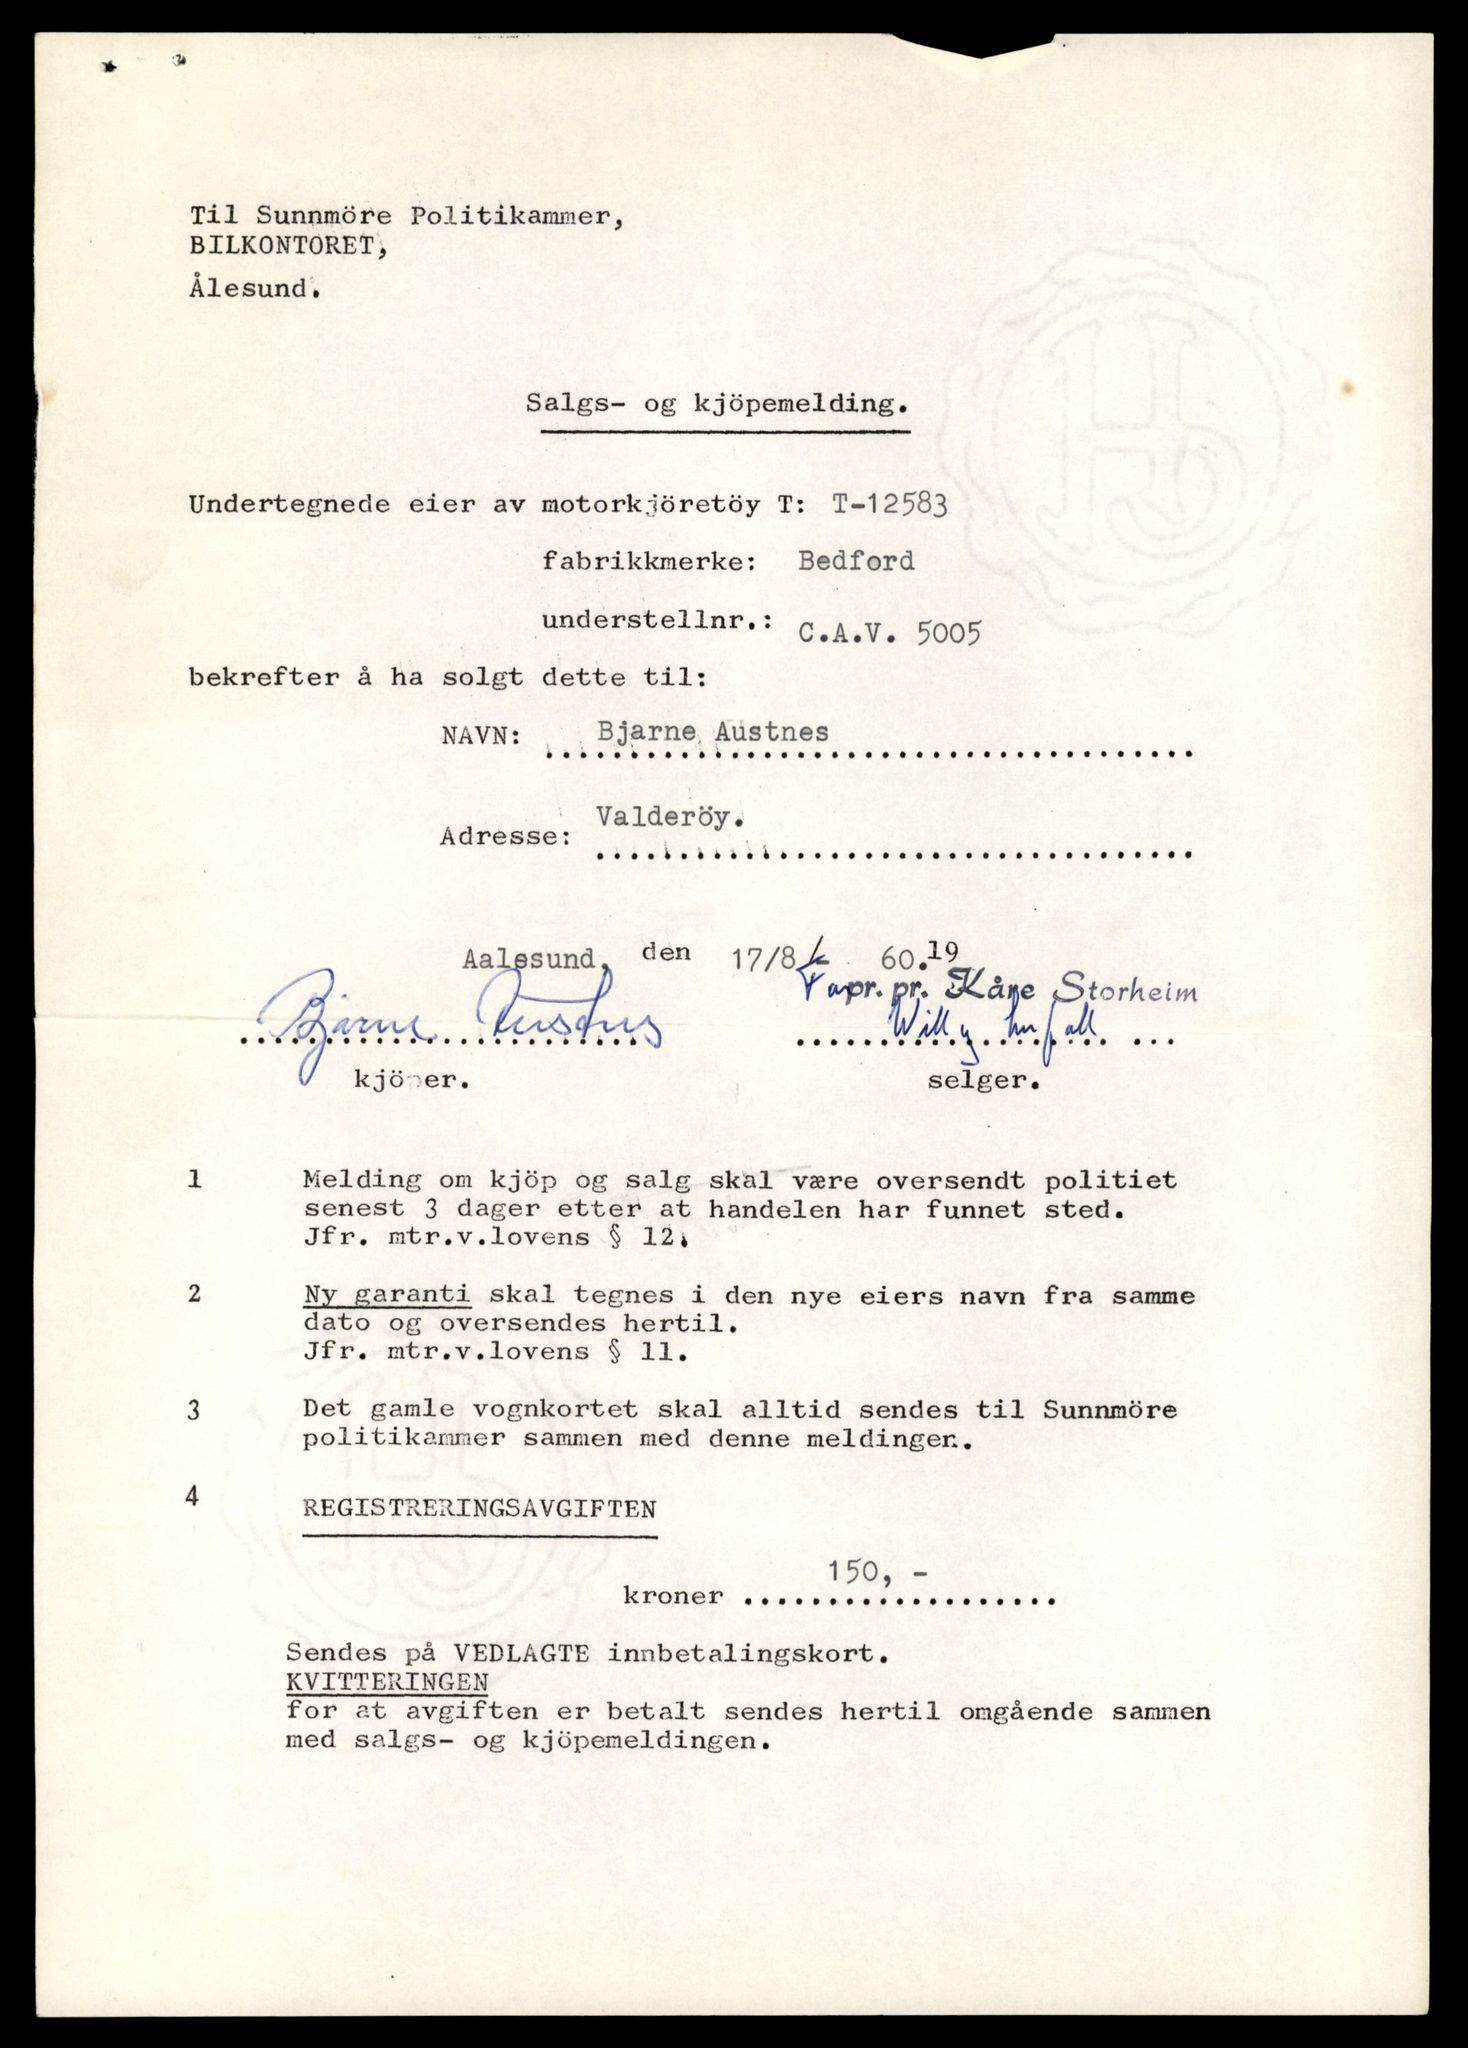 Til Sunnmöre Politikammer,
BILKONTORET,
Ålesund.
Salgs- og kjöpemelding.
Undertegnede eier av motorkjöretöy T: T-12583
fabrikkmerke: Bedford
understellnr.: C.A.V. 5005
bekrefter å ha solgt dette til:
NAVN: Bjarne Austnes
Adresse: Valderöy.
Aalesund, den 17/8 60.19
pr. pr. Kåre Storheim
Bjarne Austnes Willy
kjöper. selger.
1 Melding om kjöp og salg skal være oversendt politiet
senest 3 dager etter at handelen har funnet sted.
Jfr. mtr.v.lovens § 12.
2 Ny garanti skal tegnes i den nye eiers navn fra samme
dato og oversendes hertil.
Jfr. mtr.v.lovens § 11.
3 Det gamle vognkortet skal alltid sendes til Sunnmöre
politikammer sammen med denne meldingen.
4 REGISTRERINGSAVGIFTEN
kroner 150,-
Sendes på VEDLAGTE innbetalingskort.
KVITTERINGEN
for at avgiften er betalt sendes hertil omgående sammen
med salgs- og kjöpemeldingen.